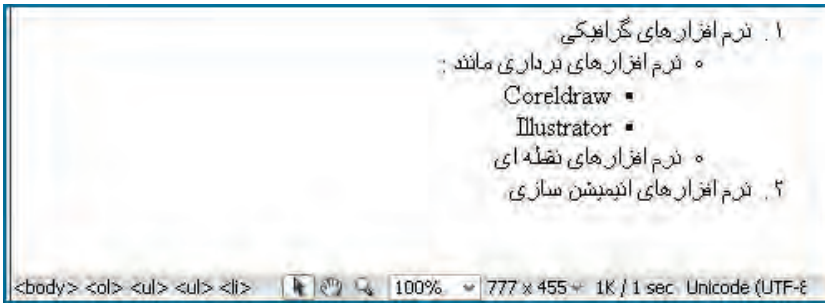 ۱. نرم افزارهای گرافیکی
○ نرم افزارهای برداری مانند :
▪ Coreldraw
▪ Illustrator
○ نرم افزارهای نقطه ای
۲. نرم افزارهای انیمیشن سازی
<body> <ol> <ul> <ul> <li> 100% 777 x 455 1K / 1 sec Unicode (UTF-8